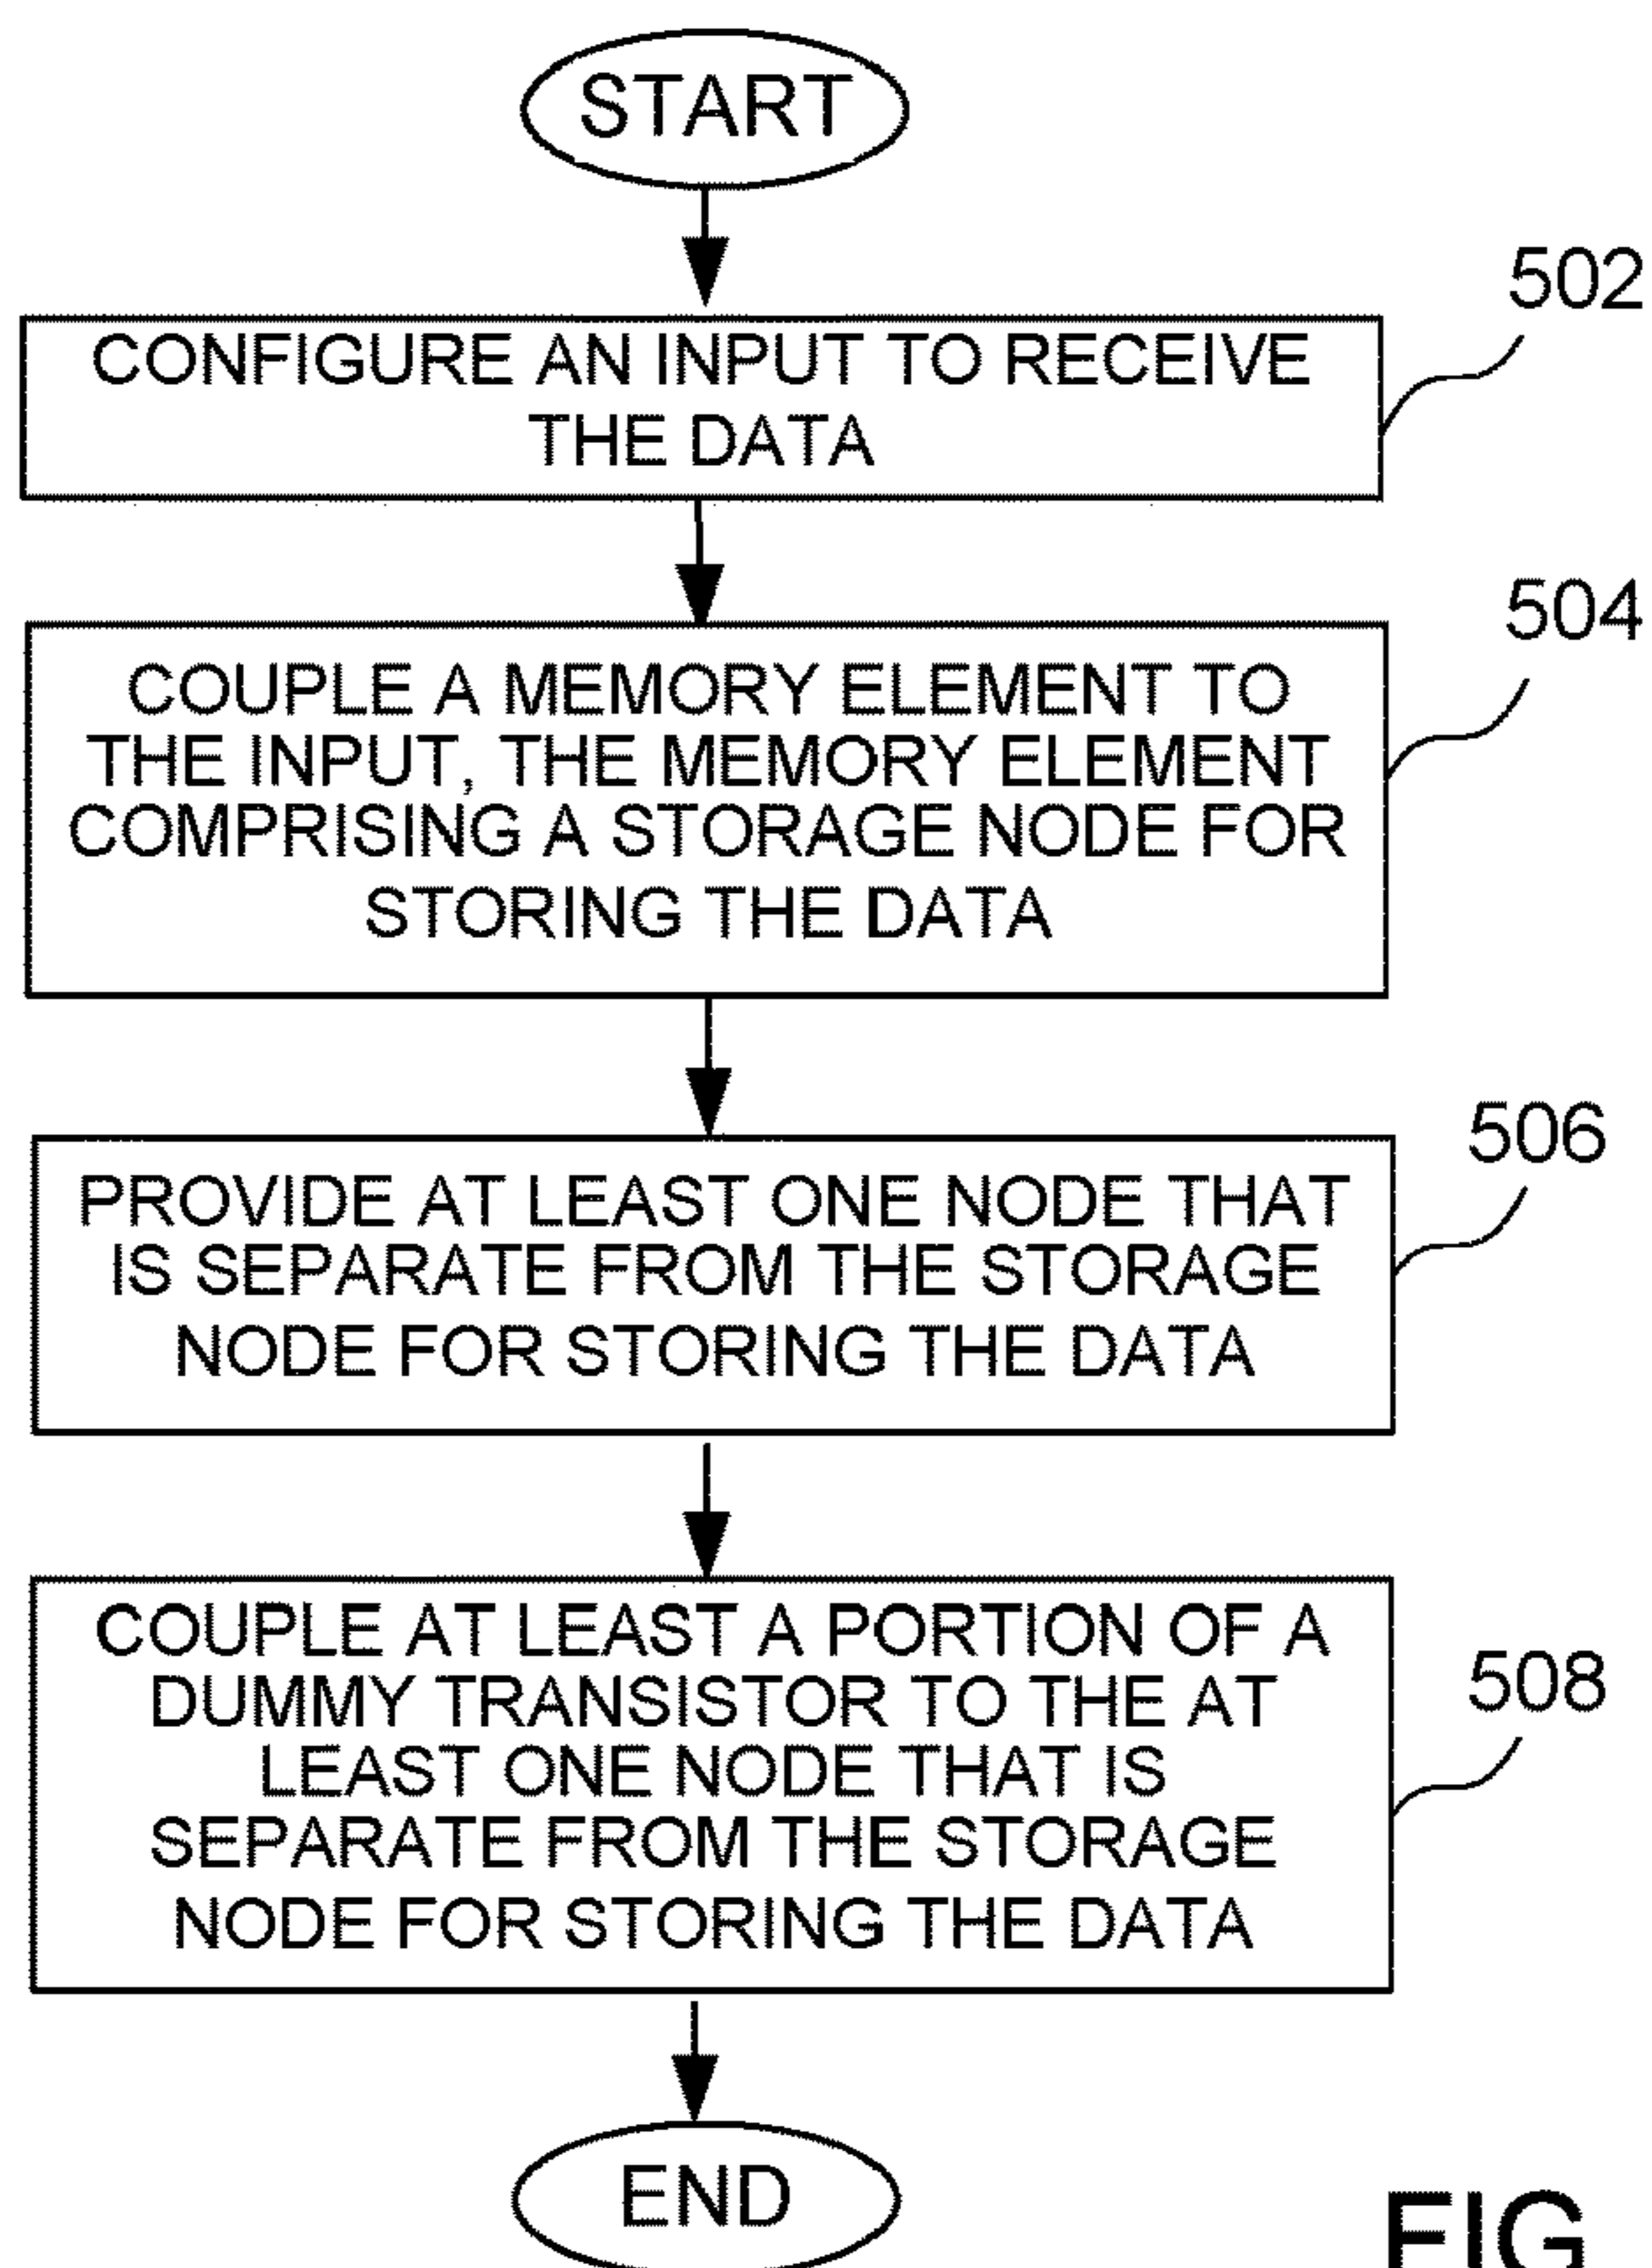 START
502
CONFIGURE AN INPUT TO RECEIVE
THE DATA
504
COUPLE A MEMORY ELEMENT TO
THE INPUT, THE MEMORY ELEMENT
COMPRISING A STORAGE NODE FOR
STORING THE DATA
506
PROVIDE AT LEAST ONE NODE THAT
IS SEPARATE FROM THE STORAGE
NODE FOR STORING THE DATA
508
COUPLE AT LEAST A PORTION OF A
DUMMY TRANSISTOR TO THE AT
LEAST ONE NODE THAT IS
SEPARATE FROM THE STORAGE
NODE FOR STORING THE DATA
END
FIG